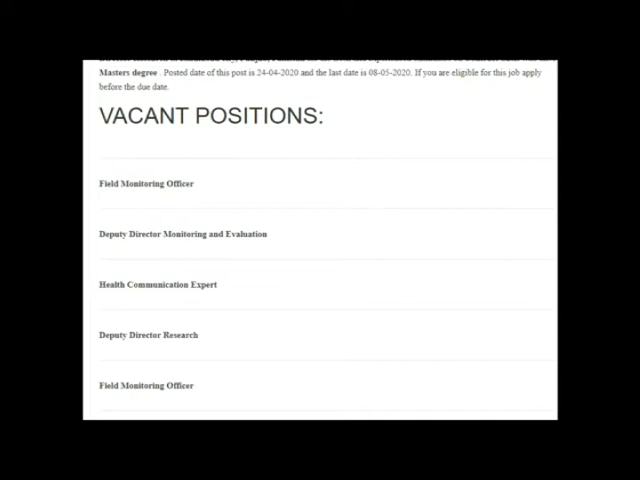 Masters degree . Posted date of this post is 24-04-2020 and the last date is 08-05-2020. If you are eligible for this job apply
before the due date.
VACANT POSITIONS:
Field Monitoring Officer
Deputy Director Monitoring and Evaluation
Health Communication Expert
Deputy Director Research
Field Monitoring Officer